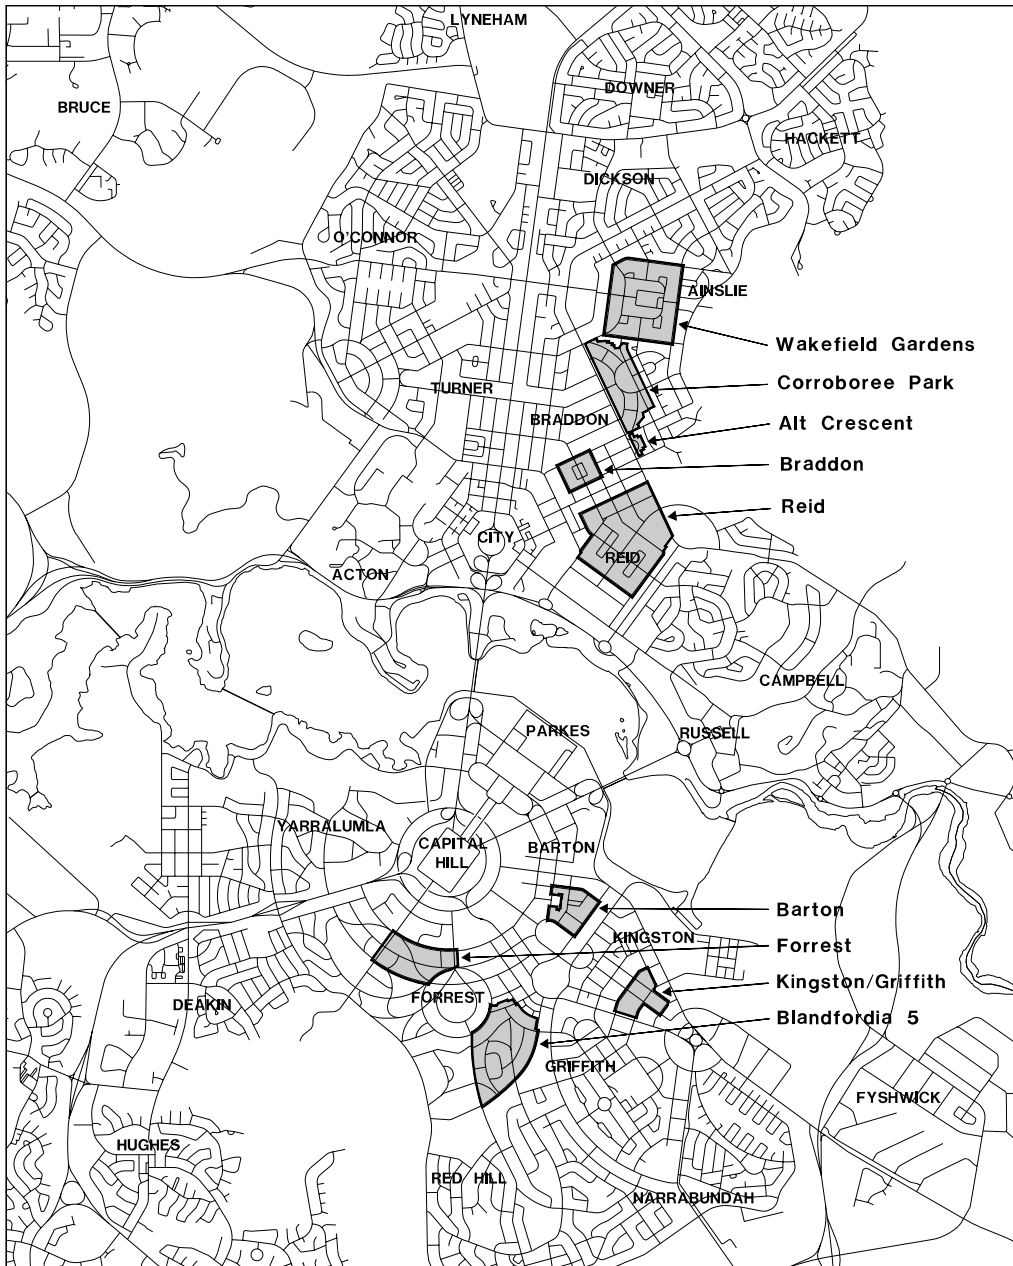 LYNEHAM
DOWNER
BRUCE
HACKETT
DICKSON
O'CONNOR
AINSLIE
Wakefield Gardens
Corroboree Park
TURNER
BRADDON
Alt Crescent
Braddon
Reid
CITY
REID
ACTON
CAMPBELL
PARKES
RUSSELL
YARRALUMLA
CAPITAL
HILL
BARTON
Barton
KINGSTON
Forrest
Kingston/Griffith
FORREST
DEAKIN
Blandfordia 5
GRIFFITH
FYSHWICK
HUGHES
RED HILL
NARRABUNDAH